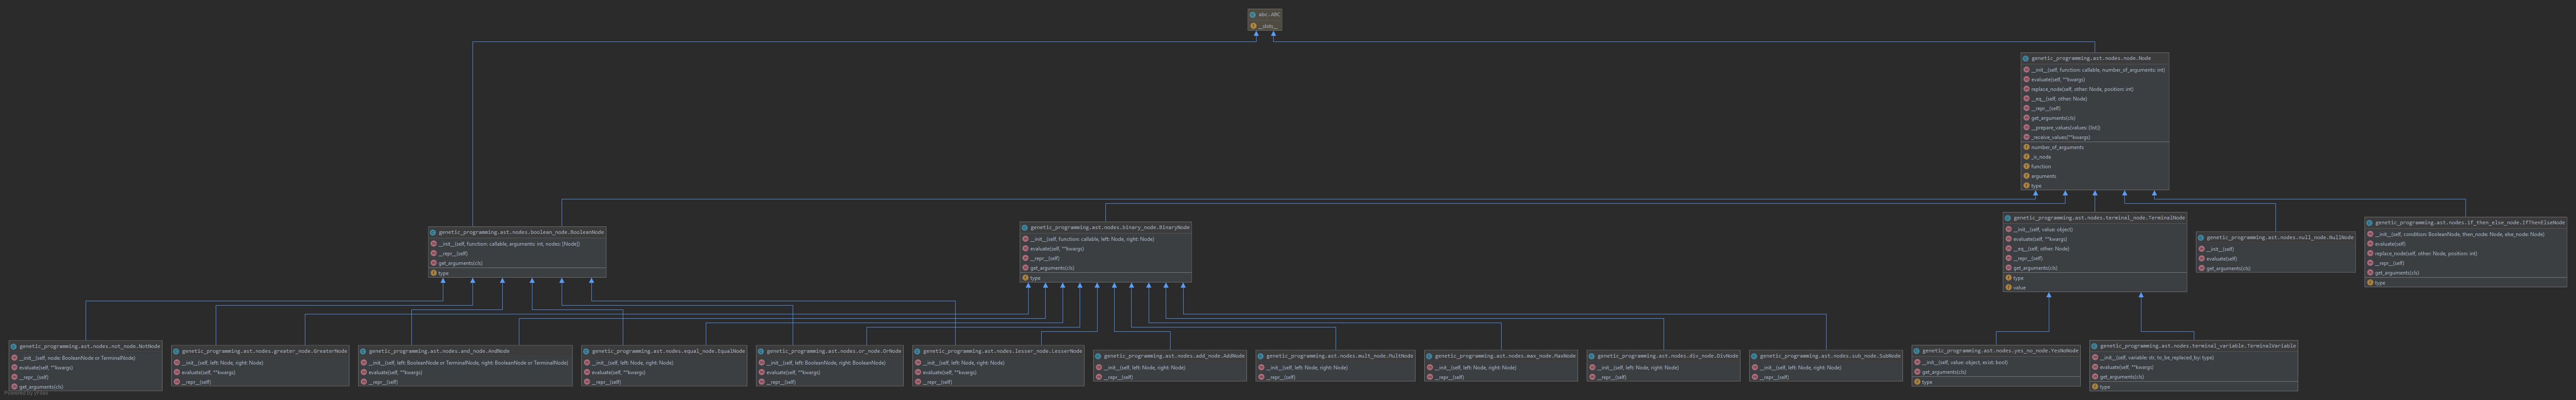 abc.ABC
__slots__
genetic_programming.ast.nodes.node.Node
__init__(self, function: callable, number_of_arguments: int)
evaluate(self, **kwargs)
replace_node(self, other: Node, position: int)
__eq__(self, other: Node)
__repr__(self)
get_arguments(cls)
__prepare_values(values: [list])
_receive_values(**kwargs)
number_of_arguments
_is_node
function
arguments
type
genetic_programming.ast.nodes.boolean_node.BooleanNode
__init__(self, function: callable, arguments: int, nodes: [Node])
__repr__(self)
get_arguments(cls)
type
genetic_programming.ast.nodes.binary_node.BinaryNode
__init__(self, function: callable, left: Node, right: Node)
evaluate(self, **kwargs)
__repr__(self)
get_arguments(cls)
type
genetic_programming.ast.nodes.terminal_node.TerminalNode
__init__(self, value: object)
evaluate(self, **kwargs)
__eq__(self, other: Node)
__repr__(self)
get_arguments(cls)
type
value
genetic_programming.ast.nodes.null_node.NullNode
__init__(self)
evaluate(self)
get_arguments(cls)
genetic_programming.ast.nodes.if_then_else_node.IfThenElseNode
__init__(self, condition: BooleanNode, then_node: Node, else_node: Node)
evaluate(self)
replace_node(self, other: Node, position: int)
__repr__(self)
get_arguments(cls)
type
genetic_programming.ast.nodes.not_node.NotNode
__init__(self, node: BooleanNode or TerminalNode)
evaluate(self, **kwargs)
__repr__(self)
get_arguments(cls)
genetic_programming.ast.nodes.greater_node.GreaterNode
__init__(self, left: Node, right: Node)
evaluate(self, **kwargs)
__repr__(self)
genetic_programming.ast.nodes.and_node.AndNode
__init__(self, left: BooleanNode or TerminalNode, right: BooleanNode or TerminalNode)
evaluate(self, **kwargs)
__repr__(self)
genetic_programming.ast.nodes.equal_node.EqualNode
__init__(self, left: Node, right: Node)
evaluate(self, **kwargs)
__repr__(self)
genetic_programming.ast.nodes.or_node.OrNode
__init__(self, left: BooleanNode, right: BooleanNode)
evaluate(self, **kwargs)
__repr__(self)
genetic_programming.ast.nodes.lesser_node.LesserNode
__init__(self, left: Node, right: Node)
evaluate(self, **kwargs)
__repr__(self)
genetic_programming.ast.nodes.add_node.AddNode
__init__(self, left: Node, right: Node)
__repr__(self)
genetic_programming.ast.nodes.mult_node.MultNode
__init__(self, left: Node, right: Node)
__repr__(self)
genetic_programming.ast.nodes.max_node.MaxNode
__init__(self, left: Node, right: Node)
__repr__(self)
genetic_programming.ast.nodes.div_node.DivNode
__init__(self, left: Node, right: Node)
__repr__(self)
genetic_programming.ast.nodes.sub_node.SubNode
__init__(self, left: Node, right: Node)
__repr__(self)
genetic_programming.ast.nodes.yes_no_node.YesNoNode
__init__(self, value: object, exist: bool)
get_arguments(cls)
type
genetic_programming.ast.nodes.terminal_variable.TerminalVariable
__init__(self, variable: str, to_be_replaced_by: type)
evaluate(self, **kwargs)
get_arguments(cls)
type
Powered by yFiles